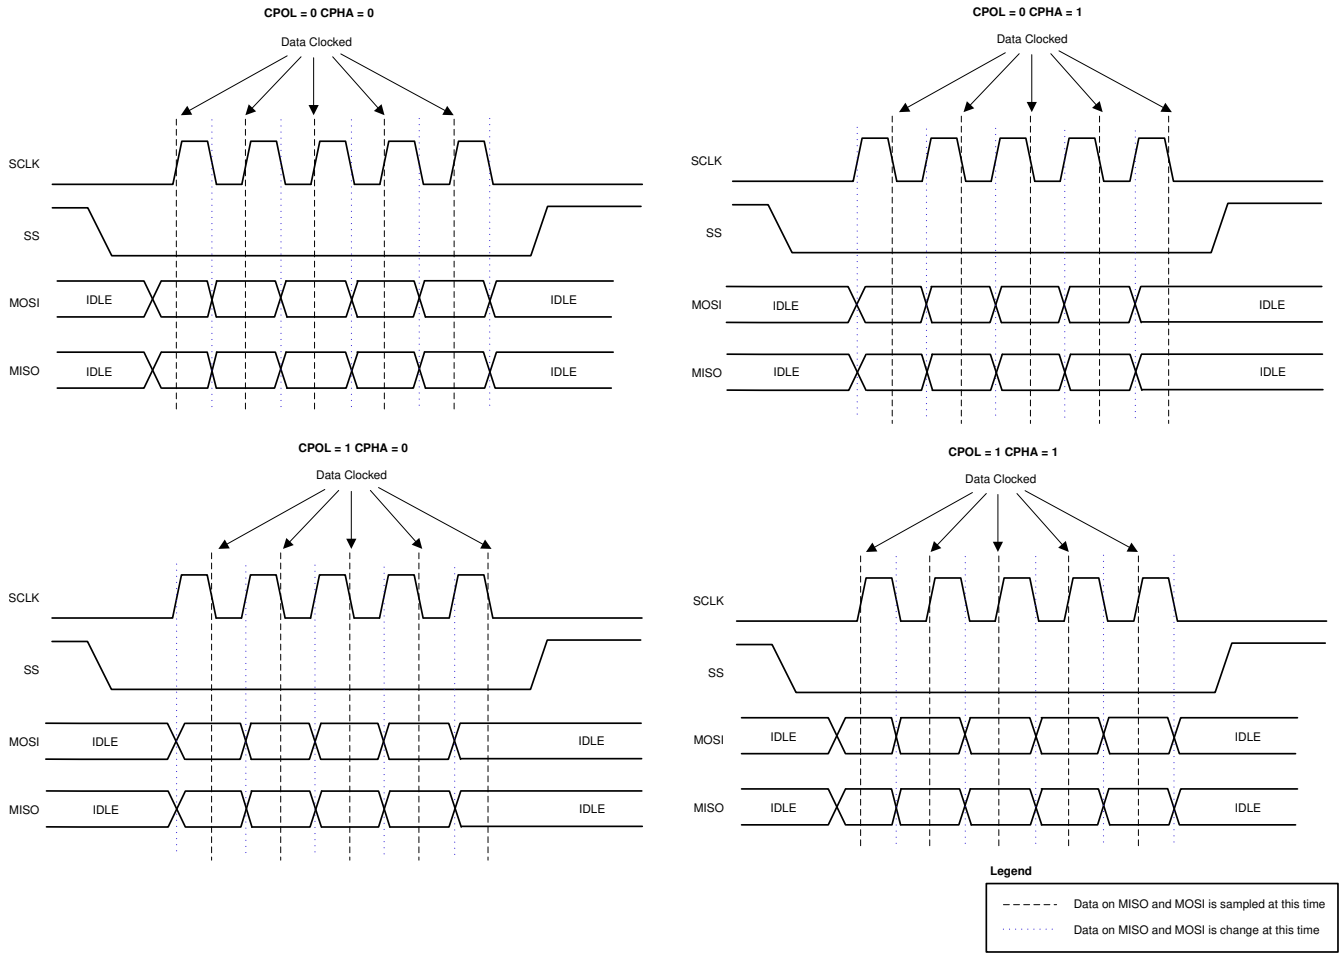 CPOL = 0 CPHA = 0
Data Clocked
SCLK
SS
MOSI IDLE IDLE
MISO IDLE IDLE
CPOL = 0 CPHA = 1
Data Clocked
SCLK
SS
MOSI IDLE IDLE
MISO IDLE IDLE
CPOL = 1 CPHA = 0
Data Clocked
SCLK
SS
MOSI IDLE IDLE
MISO IDLE IDLE
CPOL = 1 CPHA = 1
Data Clocked
SCLK
SS
MOSI IDLE IDLE
MISO IDLE IDLE
Legend
Data on MISO and MOSI is sampled at this time
Data on MISO and MOSI is change at this time